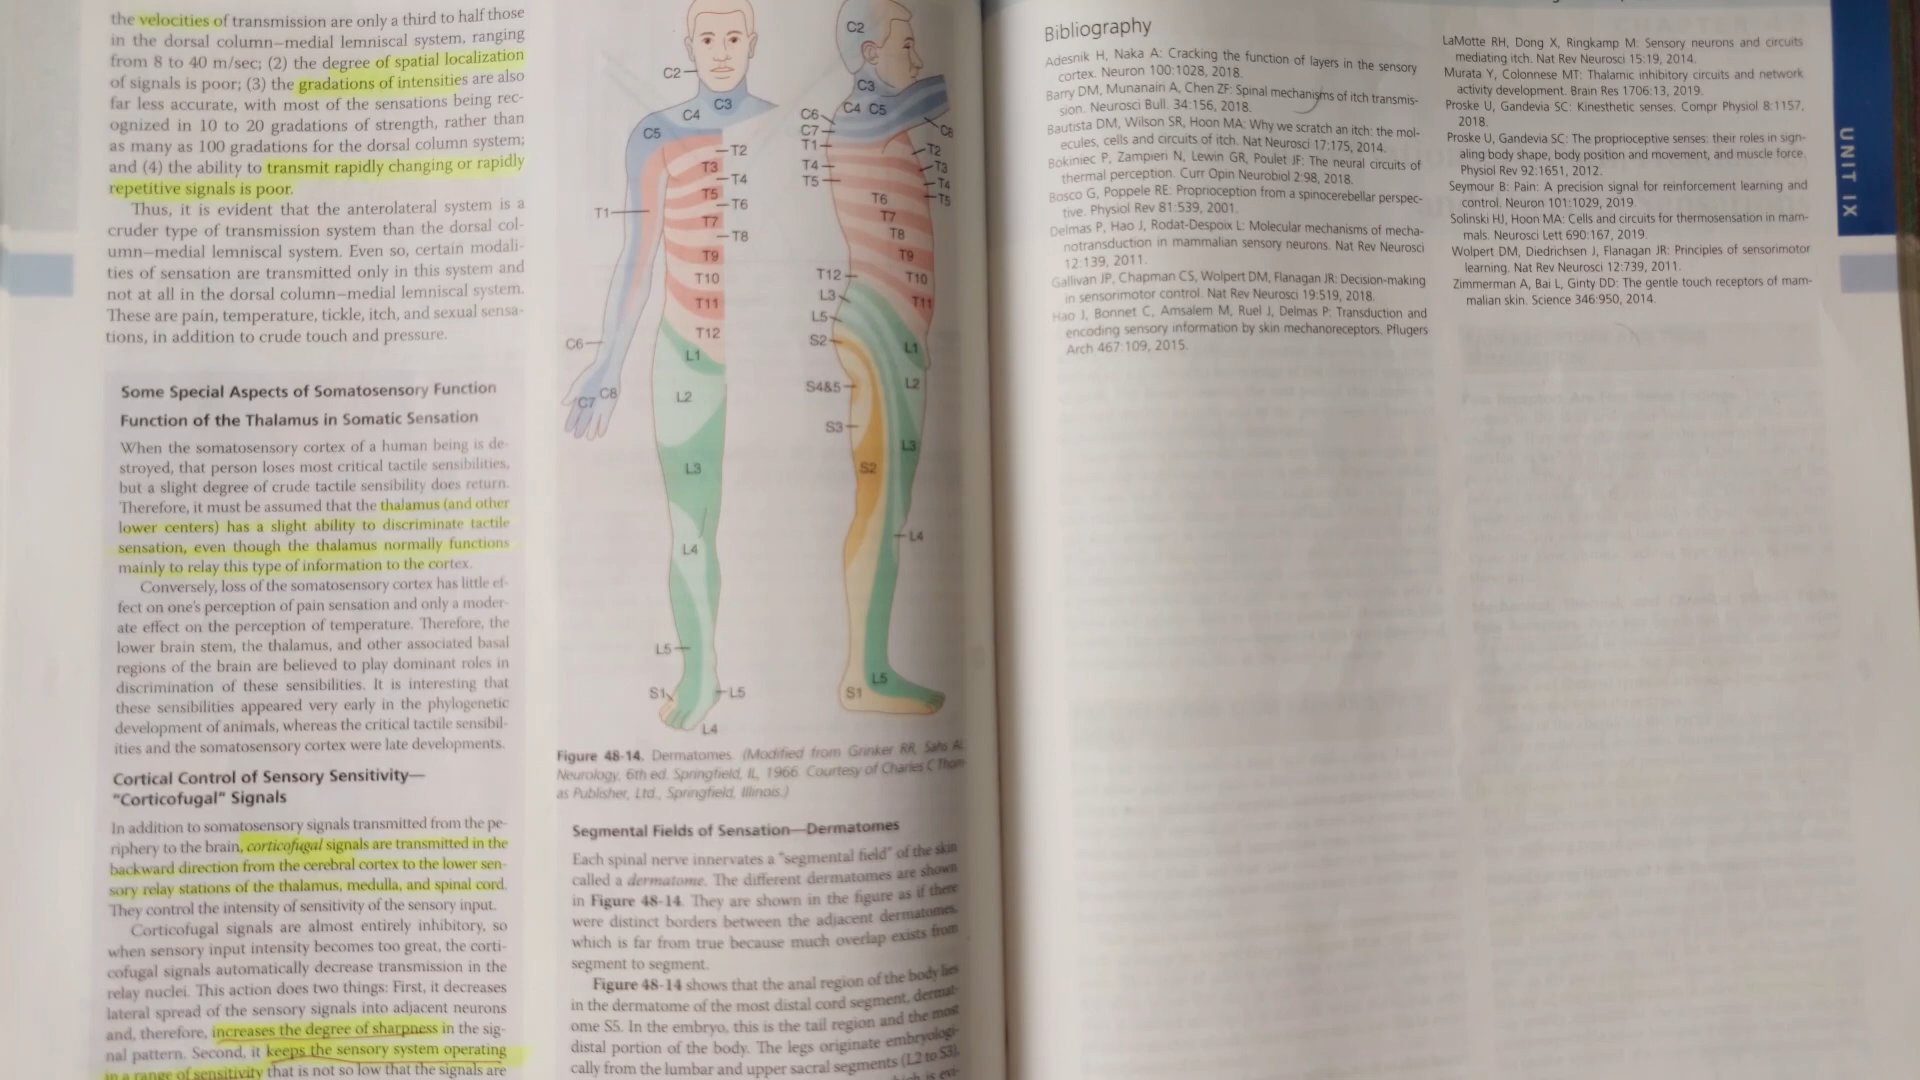 the velocities of transmission are only a third to half those
in the dorsal column—medial lemniscal system, ranging
from 8 to 40 m/sec; (2) the degree of spatial localization
of signals is poor; (3) the gradations of intensities are also
far less accurate, with most of the sensations being rec-
ognized in 10 to 20 gradations of strength, rather than
as many as 100 gradations for the dorsal column system;
and (4) the ability to transmit rapidly changing or rapidly
repetitive signals is poor.
Thus, it is evident that the anterolateral system is a
cruder type of transmission system than the dorsal col-
umn—medial lemniscal system. Even so, certain modali-
ties of sensation are transmitted only in this system and
not at all in the dorsal column—medial lemniscal system.
These are pain, temperature, tickle, itch, and sexual sensa-
tions, in addition to crude touch and pressure.
Some Special Aspects of Somatosensory Function
Function of the Thalamus in Somatic Sensation
When the somatosensory cortex of a human being is de-
stroyed, that person loses most critical tactile sensibilities,
but a slight degree of crude tactile sensibility does return.
Therefore, it must be assumed that the thalamus (and other
lower centers) has a slight ability to discriminate tactile
sensation, even though the thalamus normally functions
mainly to relay this type of information to the cortex.
Conversely, loss of the somatosensory cortex has little ef-
fect on one's perception of pain sensation and only a moder-
ate effect on the perception of temperature. Therefore, the
lower brain stem, the thalamus, and other associated basal
regions of the brain are believed to play dominant roles in
discrimination of these sensibilities. It is interesting that
these sensibilities appeared very early in the phylogenetic
development of animals, whereas the critical tactile sensibil-
ities and the somatosensory cortex were late developments.
Cortical Control of Sensory Sensitivity—
"Corticofugal" Signals
In addition to somatosensory signals transmitted from the pe-
riphery to the brain, corticofugal signals are transmitted in the
backward direction from the cerebral cortex to the lower sen-
sory relay stations of the thalamus, medulla, and spinal cord.
They control the intensity of sensitivity of the sensory input.
Corticofugal signals are almost entirely inhibitory, so
when sensory input intensity becomes too great, the corti-
cofugal signals automatically decrease transmission in the
relay nuclei. This action does two things: First, it decreases
lateral spread of the sensory signals into adjacent neurons
and, therefore, increases the degree of sharpness in the sig-
nal pattern. Second, it keeps the sensory system operating
in a range of sensitivity that is not so low that the signals are
C2
C3
C4
C5
T2
T3
T4
T5
T6
T1
T7
T8
T9
T10
T11
T12
C6
L1
C8
C7
L2
L3
L4
L5
S1
L5
L4
C2
C3
C6
C4 C5
C7
C8
T1
T2
T4
T3
T5
T4
T6
T5
T7
T8
T9
T12
T10
L3
T11
L5
S2
L1
S4&5
L2
S3
L3
S2
L4
L5
S1
Figure 48-14. Dermatomes. (Modified from Grinker RR, Sahs AL:
Neurology, 6th ed. Springfield, IL, 1966. Courtesy of Charles C Thom-
as Publisher, Ltd., Springfield, Illinois.)
Segmental Fields of Sensation—Dermatomes
Each spinal nerve innervates a "segmental field" of the skin
called a dermatome. The different dermatomes are shown
in Figure 48-14. They are shown in the figure as if there
were distinct borders between the adjacent dermatomes,
which is far from true because much overlap exists from
segment to segment.
Figure 48-14 shows that the anal region of the body lies
in the dermatome of the most distal cord segment, dermat-
ome S5. In the embryo, this is the tail region and the most
distal portion of the body. The legs originate embryologi-
cally from the lumbar and upper sacral segments (L2 to S3),
Bibliography
Adesnik H, Naka A: Cracking the function of layers in the sensory
cortex. Neuron 100:1028, 2018.
Barry DM, Munanain A, Chen ZF: Spinal mechanisms of itch transmis-
sion. Neurosci Bull. 34:156, 2018.
Bautista DM, Wilson SR, Hoon MA: Why we scratch an itch: the mol-
ecules, cells and circuits of itch. Nat Neurosci 17:175, 2014.
Bokiniec P, Zampieri N, Lewin GR, Poulet JF: The neural circuits of
thermal perception. Curr Opin Neurobiol 2:98, 2018.
Bosco G, Poppele RE: Proprioception from a spinocerebellar perspec-
tive. Physiol Rev 81:539, 2001.
Delmas P, Hao J, Rodat-Despoix L: Molecular mechanisms of mecha-
notransduction in mammalian sensory neurons. Nat Rev Neurosci
12:139, 2011.
Gallivan JP, Chapman CS, Wolpert DM, Flanagan JR: Decision-making
in sensorimotor control. Nat Rev Neurosci 19:519, 2018.
Hao J, Bonnet C, Amsalem M, Ruel J, Delmas P: Transduction and
encoding sensory information by skin mechanoreceptors. Pflugers
Arch 467:109, 2015.
LaMotte RH, Dong X, Ringkamp M: Sensory neurons and circuits
mediating itch. Nat Rev Neurosci 15:19, 2014.
Murata Y, Colonnese MT: Thalamic inhibitory circuits and network
activity development. Brain Res 1706:13, 2019.
Proske U, Gandevia SC: Kinesthetic senses. Compr Physiol 8:1157,
2018.
Proske U, Gandevia SC: The proprioceptive senses: their roles in sign-
aling body shape, body position and movement, and muscle force.
Physiol Rev 92:1651, 2012.
Seymour B: Pain: A precision signal for reinforcement learning and
control. Neuron 101:1029, 2019.
Solinski HJ, Hoon MA: Cells and circuits for thermosensation in mam-
mals. Neurosci Lett 690:167, 2019.
Wolpert DM, Diedrichsen J, Flanagan JR: Principles of sensorimotor
learning. Nat Rev Neurosci 12:739, 2011.
Zimmerman A, Bai L, Ginty DD: The gentle touch receptors of mam-
malian skin. Science 346:950, 2014.
UNIT IX